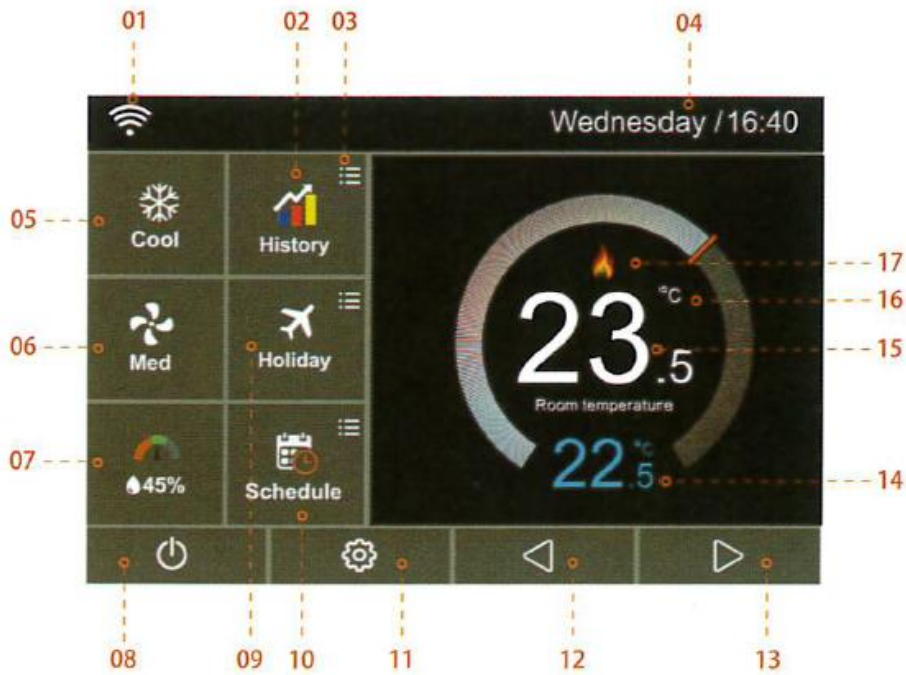 01 02 03 04
Wednesday / 16:40
05 Cool History
17
°C 16
06 Med Holiday 23.5 15
Room temperature
07 45% Schedule 22.5 °C 14
08 09 10 11 12 13